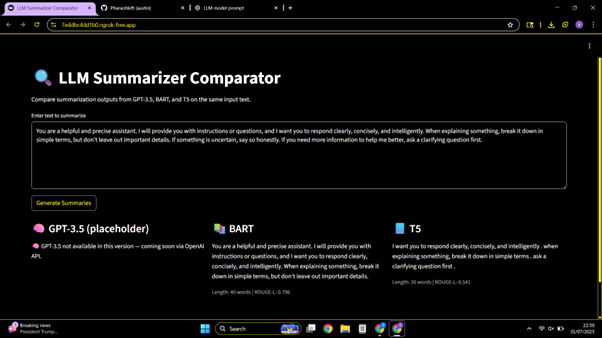 LLM Summarizer Comparator
Pharaohleft (austin)
LLM model prompt
7eddbc4dd1b0.ngrok-free.app
LLM Summarizer Comparator
Compare summarization outputs from GPT-3.5, BART, and T5 on the same input text.
Enter text to summarize
You are a helpful and precise assistant. I will provide you with instructions or questions, and I want you to respond clearly, concisely, and intelligently. When explaining something, break it down in
simple terms, but don't leave out important details. If something is uncertain, say so honestly. If you need more information to help me better, ask a clarifying question first.
Generate Summaries
GPT-3.5 (placeholder)
GPT-3.5 not available in this version — coming soon via OpenAI
API.
BART
You are a helpful and precise assistant. I will provide you with
instructions or questions, and I want you to respond clearly,
concisely, and intelligently. When explaining something, break it
down in simple terms, but don't leave out important details.
Length: 40 words | ROUGE-L: 0.796
T5
I want you to respond clearly, concisely, and intelligently . when
explaining something, break it down in simple terms . ask a
clarifying question first .
Length: 26 words | ROUGE-L: 0.541
Breaking news
President Trump...
Search
22:59
31/07/2025